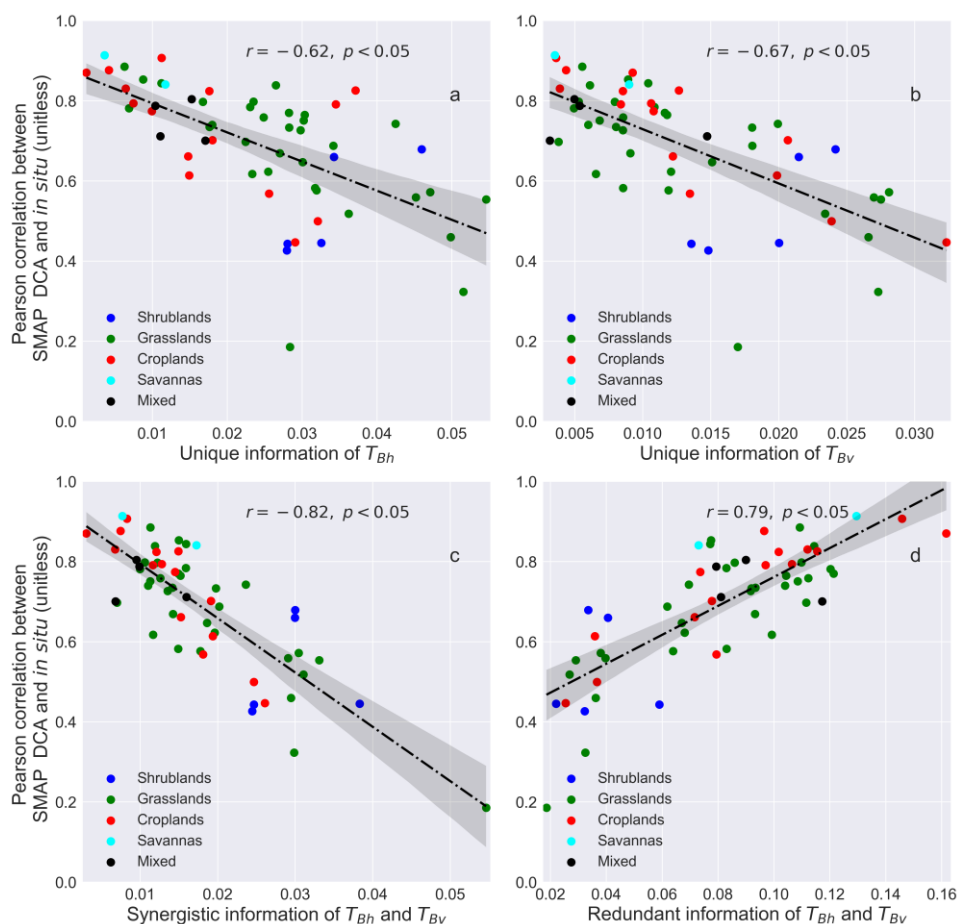 1.0
0.8
0.6
0.4
0.2
0.0
Pearson correlation between
SMAP DCA and in situ (unitless)
r = −0.62, p < 0.05
a
Shrublands
Grasslands
Croplands
Savannas
Mixed
0.01 0.02 0.03 0.04 0.05
Unique information of T_Bh
1.0
0.8
0.6
0.4
0.2
0.0
r = −0.67, p < 0.05
b
Shrublands
Grasslands
Croplands
Savannas
Mixed
0.005 0.010 0.015 0.020 0.025 0.030
Unique information of T_Bv
1.0
0.8
0.6
0.4
0.2
0.0
Pearson correlation between
SMAP DCA and in situ (unitless)
r = −0.82, p < 0.05
c
Shrublands
Grasslands
Croplands
Savannas
Mixed
0.01 0.02 0.03 0.04 0.05
Synergistic information of T_Bh and T_Bv
1.0
0.8
0.6
0.4
0.2
0.0
r = 0.79, p < 0.05
d
Shrublands
Grasslands
Croplands
Savannas
Mixed
0.02 0.04 0.06 0.08 0.10 0.12 0.14 0.16
Redundant information of T_Bh and T_Bv